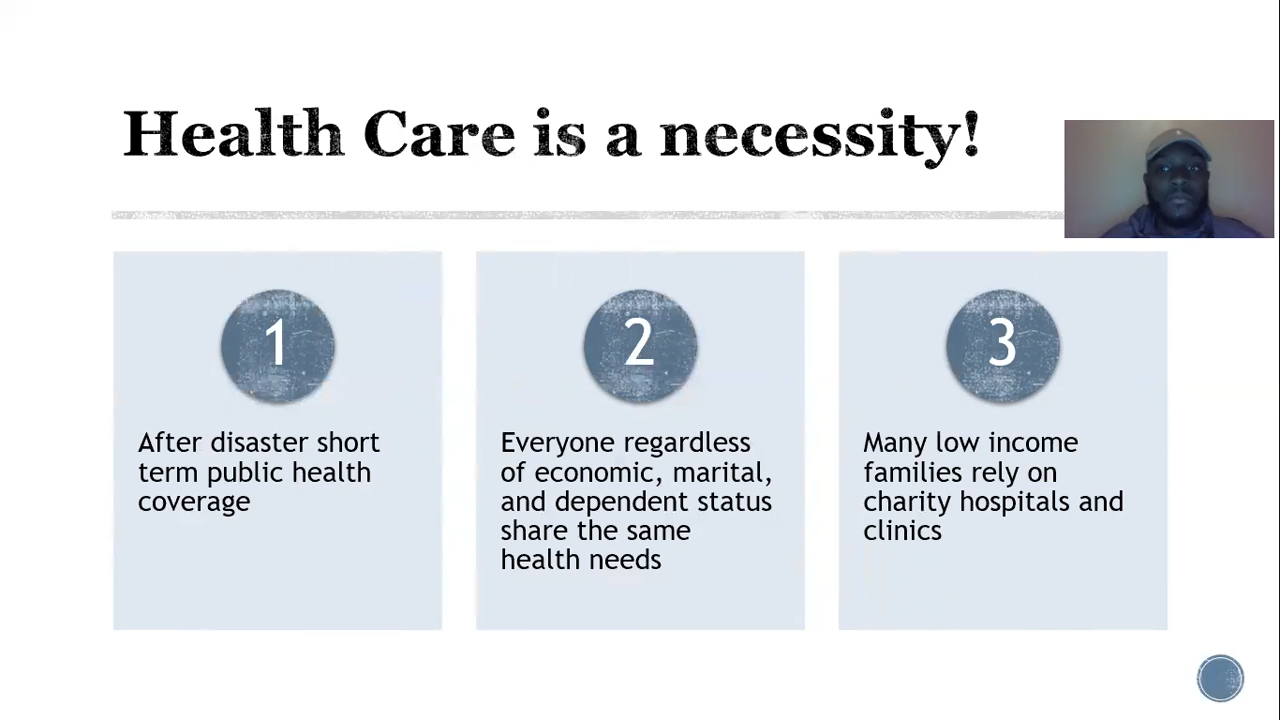 Health Care is a necessity!
1
After disaster short
term public health
coverage
2
Everyone regardless
of economic, marital,
and dependent status
share the same
health needs
3
Many low income
families rely on
charity hospitals and
clinics